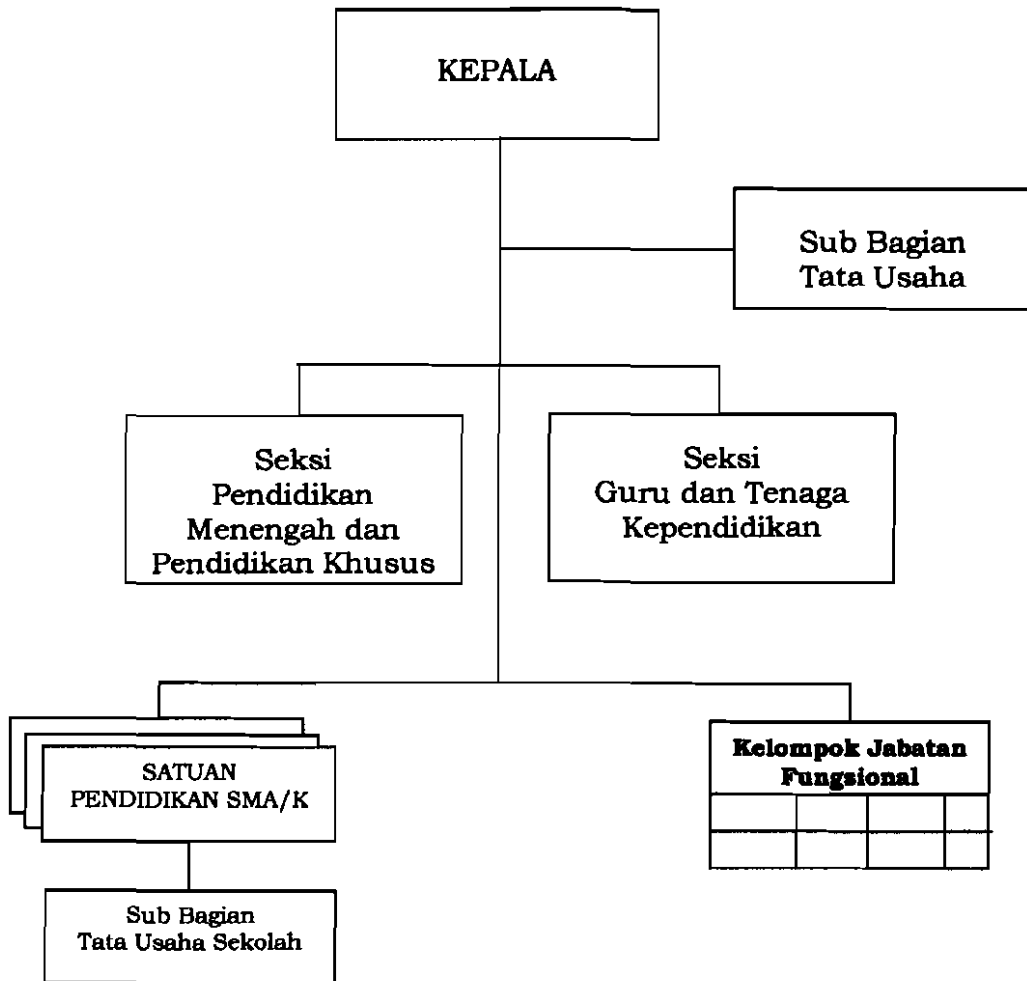 KEPALA
Sub Bagian
Tata Usaha
Seksi
Pendidikan
Menengah dan
Pendidikan Khusus
Seksi
Guru dan Tenaga
Kependidikan
SATUAN
PENDIDIKAN SMA/K
Kelompok Jabatan
Fungsional
Sub Bagian
Tata Usaha Sekolah